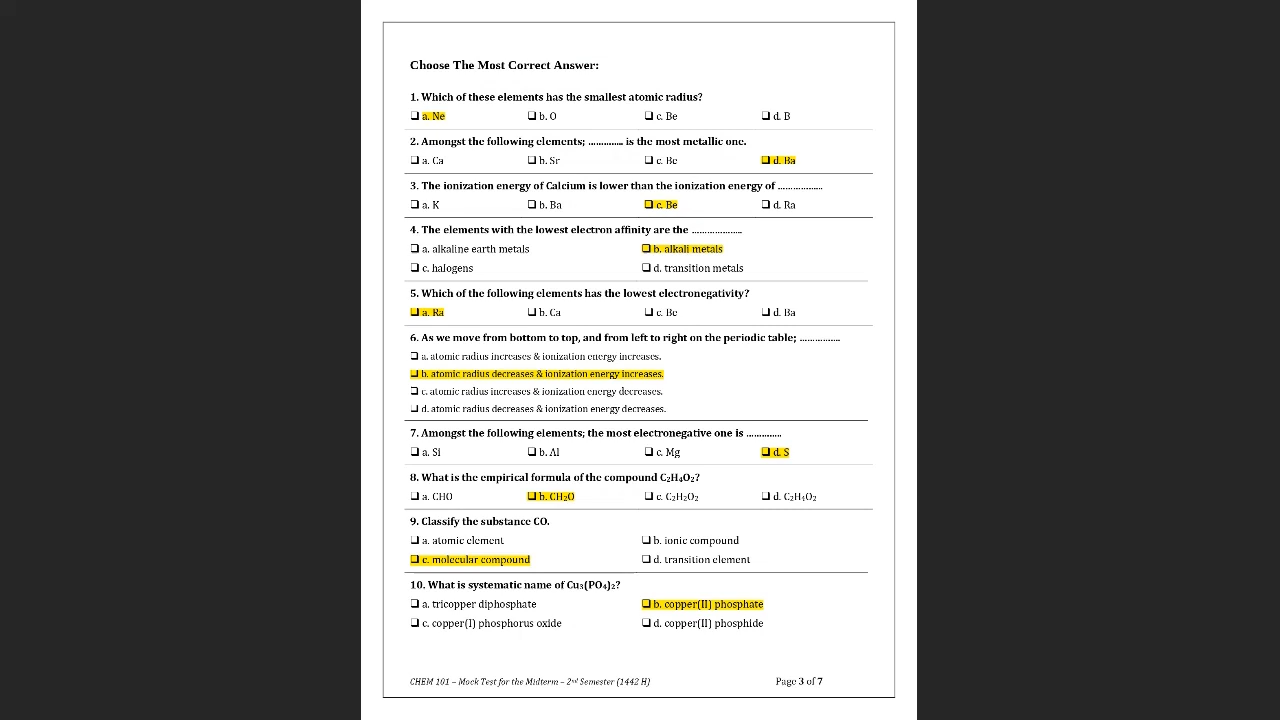 Choose The Most Correct Answer:
1. Which of these elements has the smallest atomic radius?
❑ a. Ne ❑ b. O ❑ c. Be ❑ d. B
2. Amongst the following elements; ………….. is the most metallic one.
❑ a. Ca ❑ b. Sr ❑ c. Be ❑ d. Ba
3. The ionization energy of Calcium is lower than the ionization energy of ………………
❑ a. K ❑ b. Ba ❑ c. Be ❑ d. Ra
4. The elements with the lowest electron affinity are the ………………..
❑ a. alkaline earth metals ❑ b. alkali metals
❑ c. halogens ❑ d. transition metals
5. Which of the following elements has the lowest electronegativity?
❑ a. Ra ❑ b. Ca ❑ c. Be ❑ d. Ba
6. As we move from bottom to top, and from left to right on the periodic table; ……………
❑ a. atomic radius increases & ionization energy increases.
❑ b. atomic radius decreases & ionization energy increases.
❑ c. atomic radius increases & ionization energy decreases.
❑ d. atomic radius decreases & ionization energy decreases.
7. Amongst the following elements; the most electronegative one is …………..
❑ a. Si ❑ b. Al ❑ c. Mg ❑ d. S
8. What is the empirical formula of the compound C₂H₄O₂?
❑ a. CHO ❑ b. CH₂O ❑ c. C₂H₂O₂ ❑ d. C₂H₄O₂
9. Classify the substance CO.
❑ a. atomic element ❑ b. ionic compound
❑ c. molecular compound ❑ d. transition element
10. What is systematic name of Cu₃(PO₄)₂?
❑ a. tricopper diphosphate ❑ b. copper(II) phosphate
❑ c. copper(I) phosphorus oxide ❑ d. copper(II) phosphide
CHEM 101 – Mock Test for the Midterm – 2ⁿᵈ Semester (1442 H) Page 3 of 7